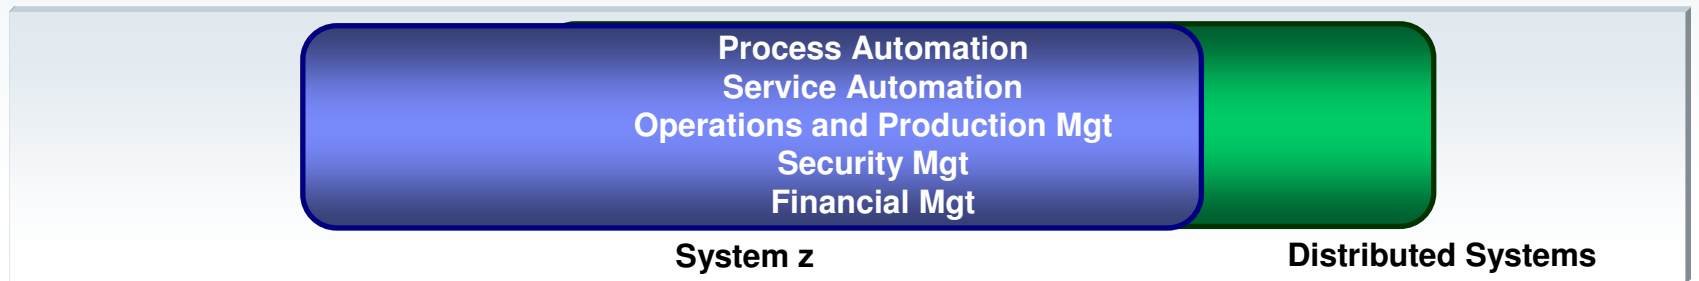 Process Automation
Service Automation
Operations and Production Mgt
Security Mgt
Financial Mgt
System z
Distributed Systems